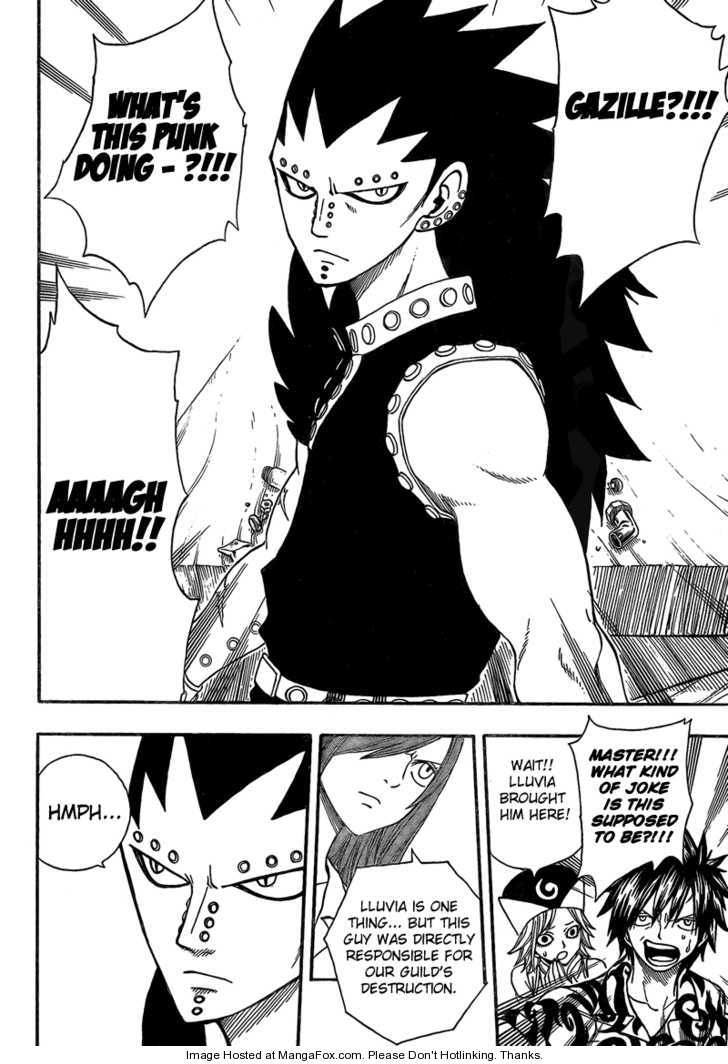 GAZILLE?!!!
WHAT'S
THIS PUNK
DOING - ?!!!
AAAAGH
HHHH!!
MASTER!!!
WHAT KIND
OF JOKE
IS THIS
SUPPOSED
TO BE?!!!
WAIT!!
LLUVIA
BROUGHT
HIM HERE!
LLUVIA IS ONE
THING... BUT THIS
GUY WAS DIRECTLY
RESPONSIBLE FOR
OUR GUILD'S
DESTRUCTION.
HMPH...
Image Hosted at MangaFox.com. Please Don't Hotlinking. Thanks.